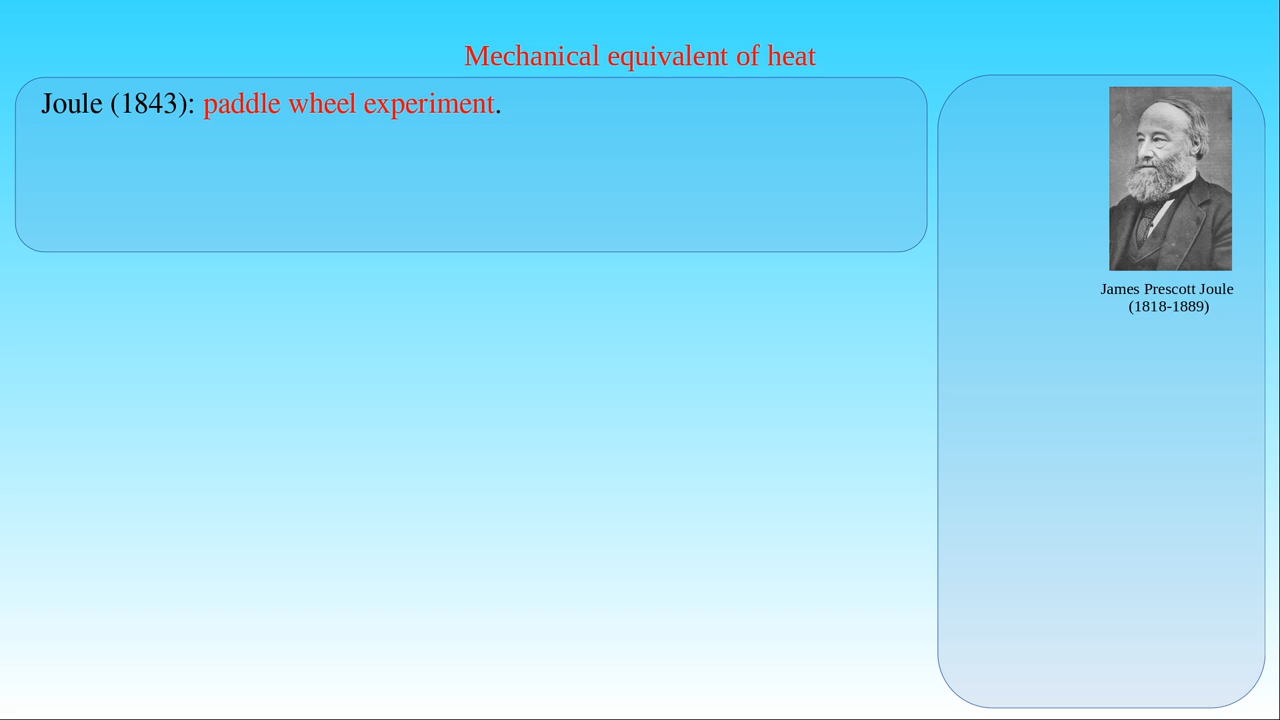 Mechanical equivalent of heat
Joule (1843): paddle wheel experiment.
James Prescott Joule
(1818-1889)